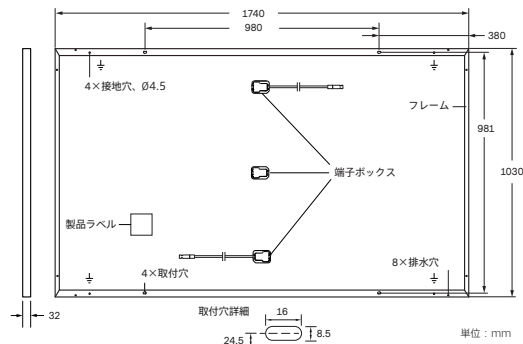 1740
980
380
4×接地穴、Ø4.5
フレーム
981
1030
端子ボックス
製品ラベル
4×取付穴
8×排水穴
32
取付穴詳細
16
8.5
24.5
単位：mm